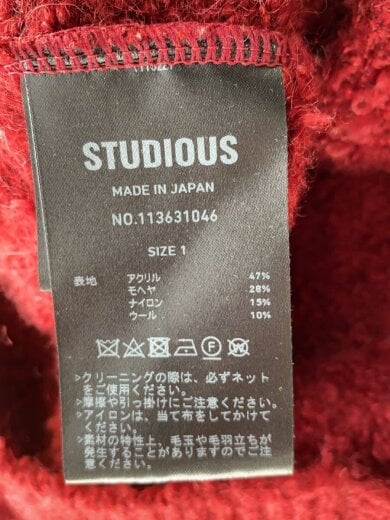 STUDIOUS
MADE IN JAPAN
NO.113631046
SIZE 1
表地 アクリル 47%
モヘヤ 28%
ナイロン 15%
ウール 10%
>クリーニングの際は、必ずネット
をご使用ください。
>摩擦や引っ掛けにご注意ください。
>アイロンは、当て布をしてかけて
ください。
>素材の特性上、毛玉や毛羽立ちが
発生することがありますのでご注
意ください。